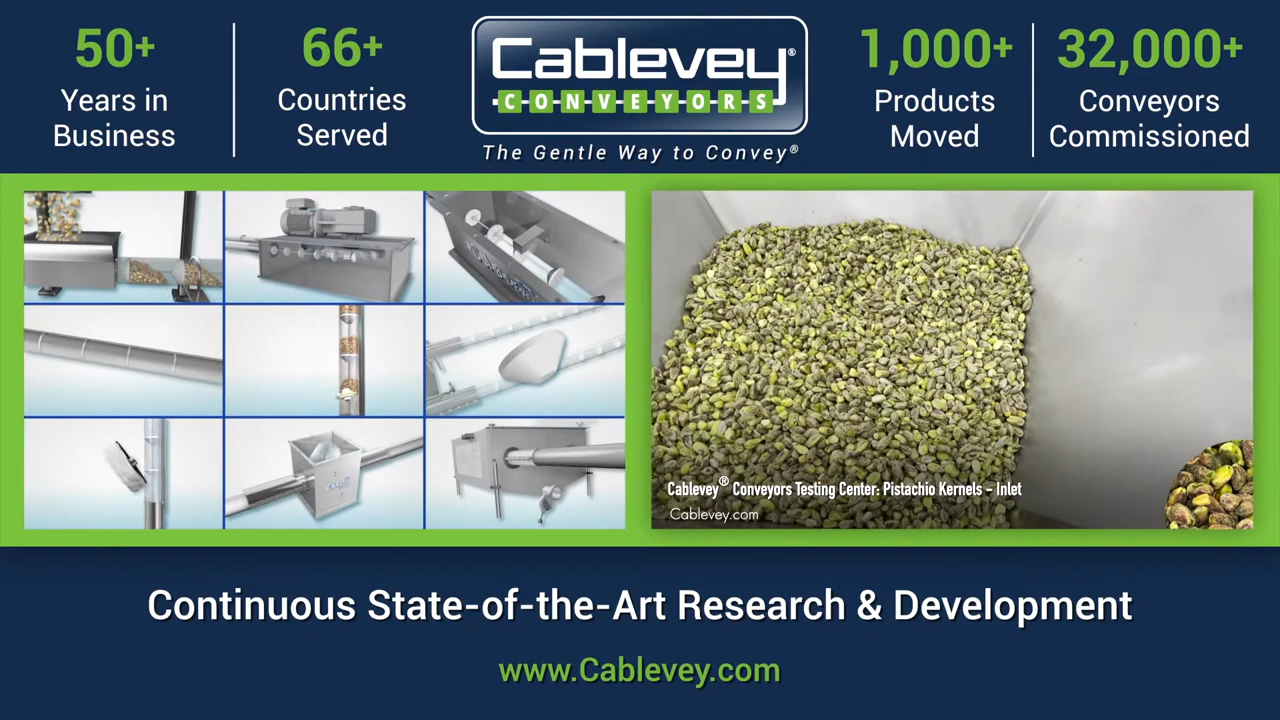 50+
Years in
Business
66+
Countries
Served
Cablevey®
CONVEYORS
The Gentle Way to Convey®
1,000+
Products
Moved
32,000+
Conveyors
Commissioned
Cablevey® Conveyors Testing Center: Pistachio Kernels – Inlet
Cablevey.com
Continuous State-of-the-Art Research & Development
www.Cablevey.com